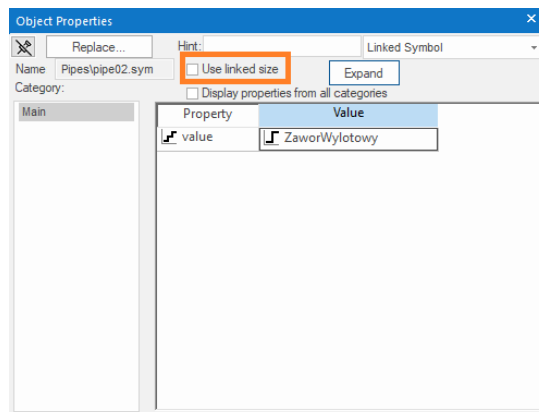 Object Properties
Replace... Hint: Linked Symbol
Name Pipes\pipe02.sym Use linked size Expand
Category: Display properties from all categories
Main Property Value
value ZaworWylotowy